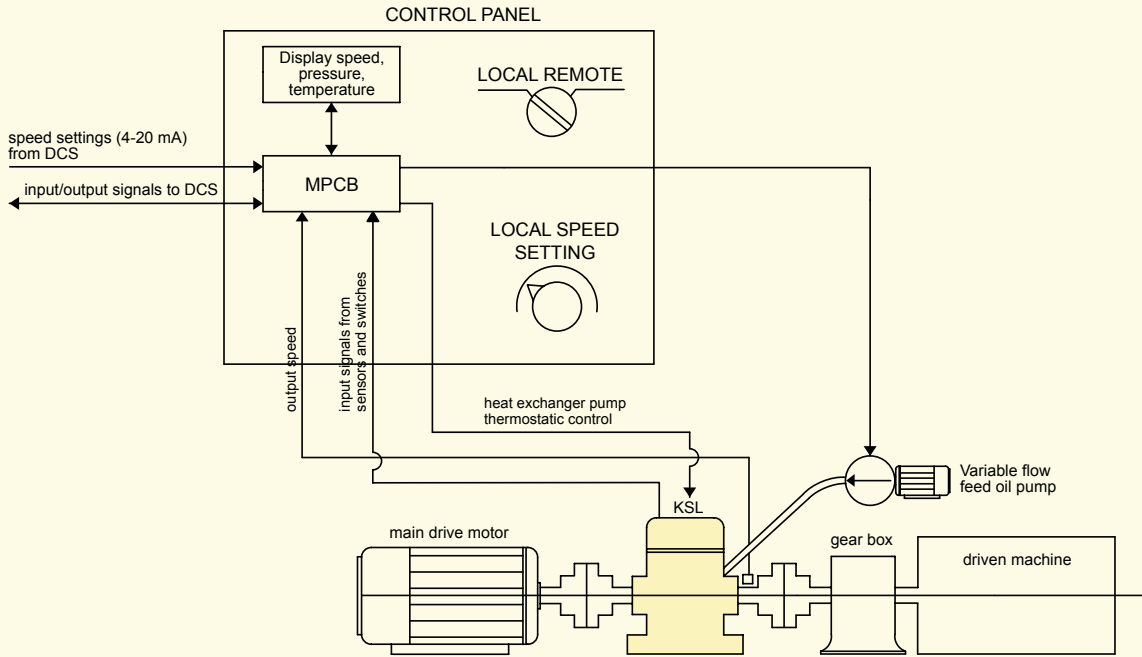 CONTROL PANEL
Display speed,
pressure,
temperature
LOCAL REMOTE
speed settings (4-20 mA)
from DCS
input/output signals to DCS
MPCB
LOCAL SPEED
SETTING
output speed
input signals from
sensors and switches
heat exchanger pump
thermostatic control
Variable flow
feed oil pump
KSL
main drive motor
gear box
driven machine